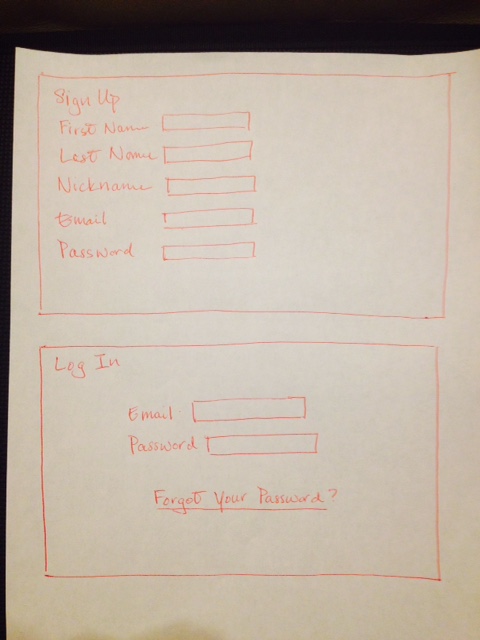 Sign Up
First Name
Last Name
Nickname
Email
Password
Log In
Email
Password
Forgot Your Password?